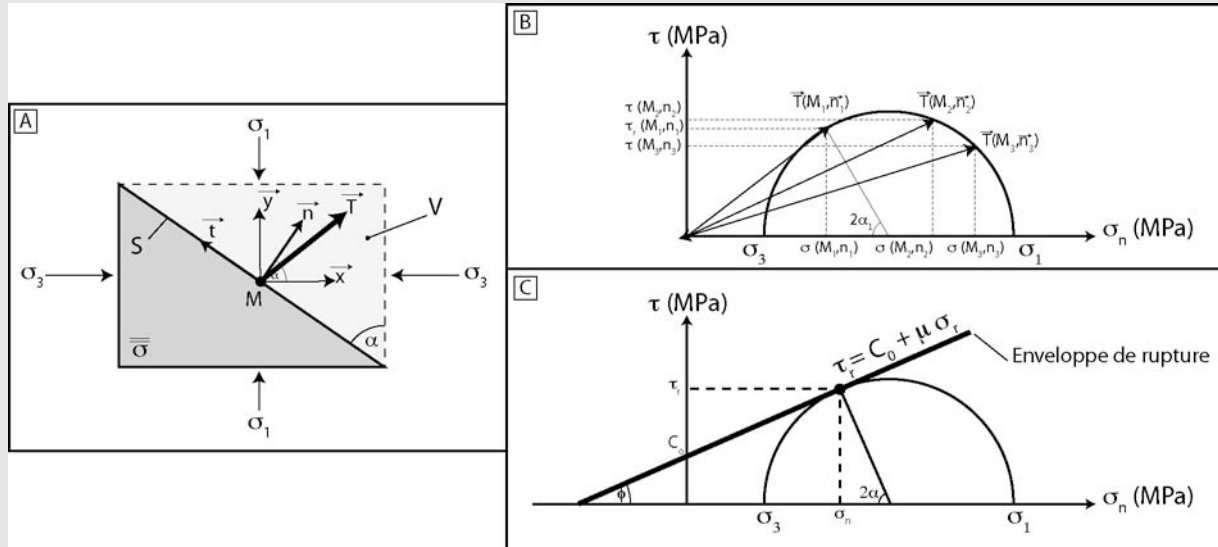 A
σ₁
y
n
T
V
S
t
σ₃
α
x
σ₃
M
α
σ
σ₁
B
τ (MPa)
T(M₁,n₁)
T(M₂,n₂)
τ (M₂,n₂)
τᵣ (M₁,n₁)
τ (M₃,n₃)
T(M₃,n₃)
2α₁
σₙ (MPa)
σ₃
σ (M₁,n₁)
σ (M₂,n₂)
σ (M₃,n₃)
σ₁
C
τ (MPa)
τᵣ = C₀ + μ σᵣ
Enveloppe de rupture
τᵣ
C₀
ϕ
2α
σₙ (MPa)
σ₃
σₙ
σ₁